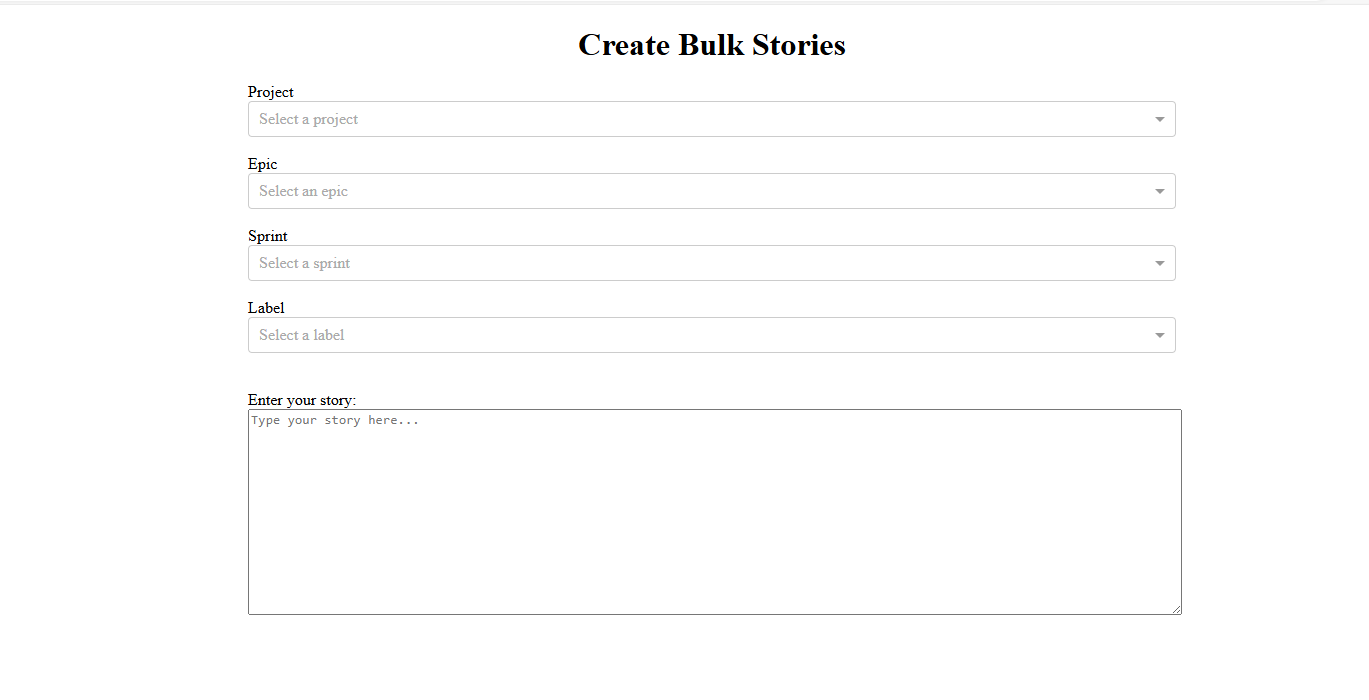 Create Bulk Stories
Project
Select a project
Epic
Select an epic
Sprint
Select a sprint
Label
Select a label
Enter your story:
Type your story here...